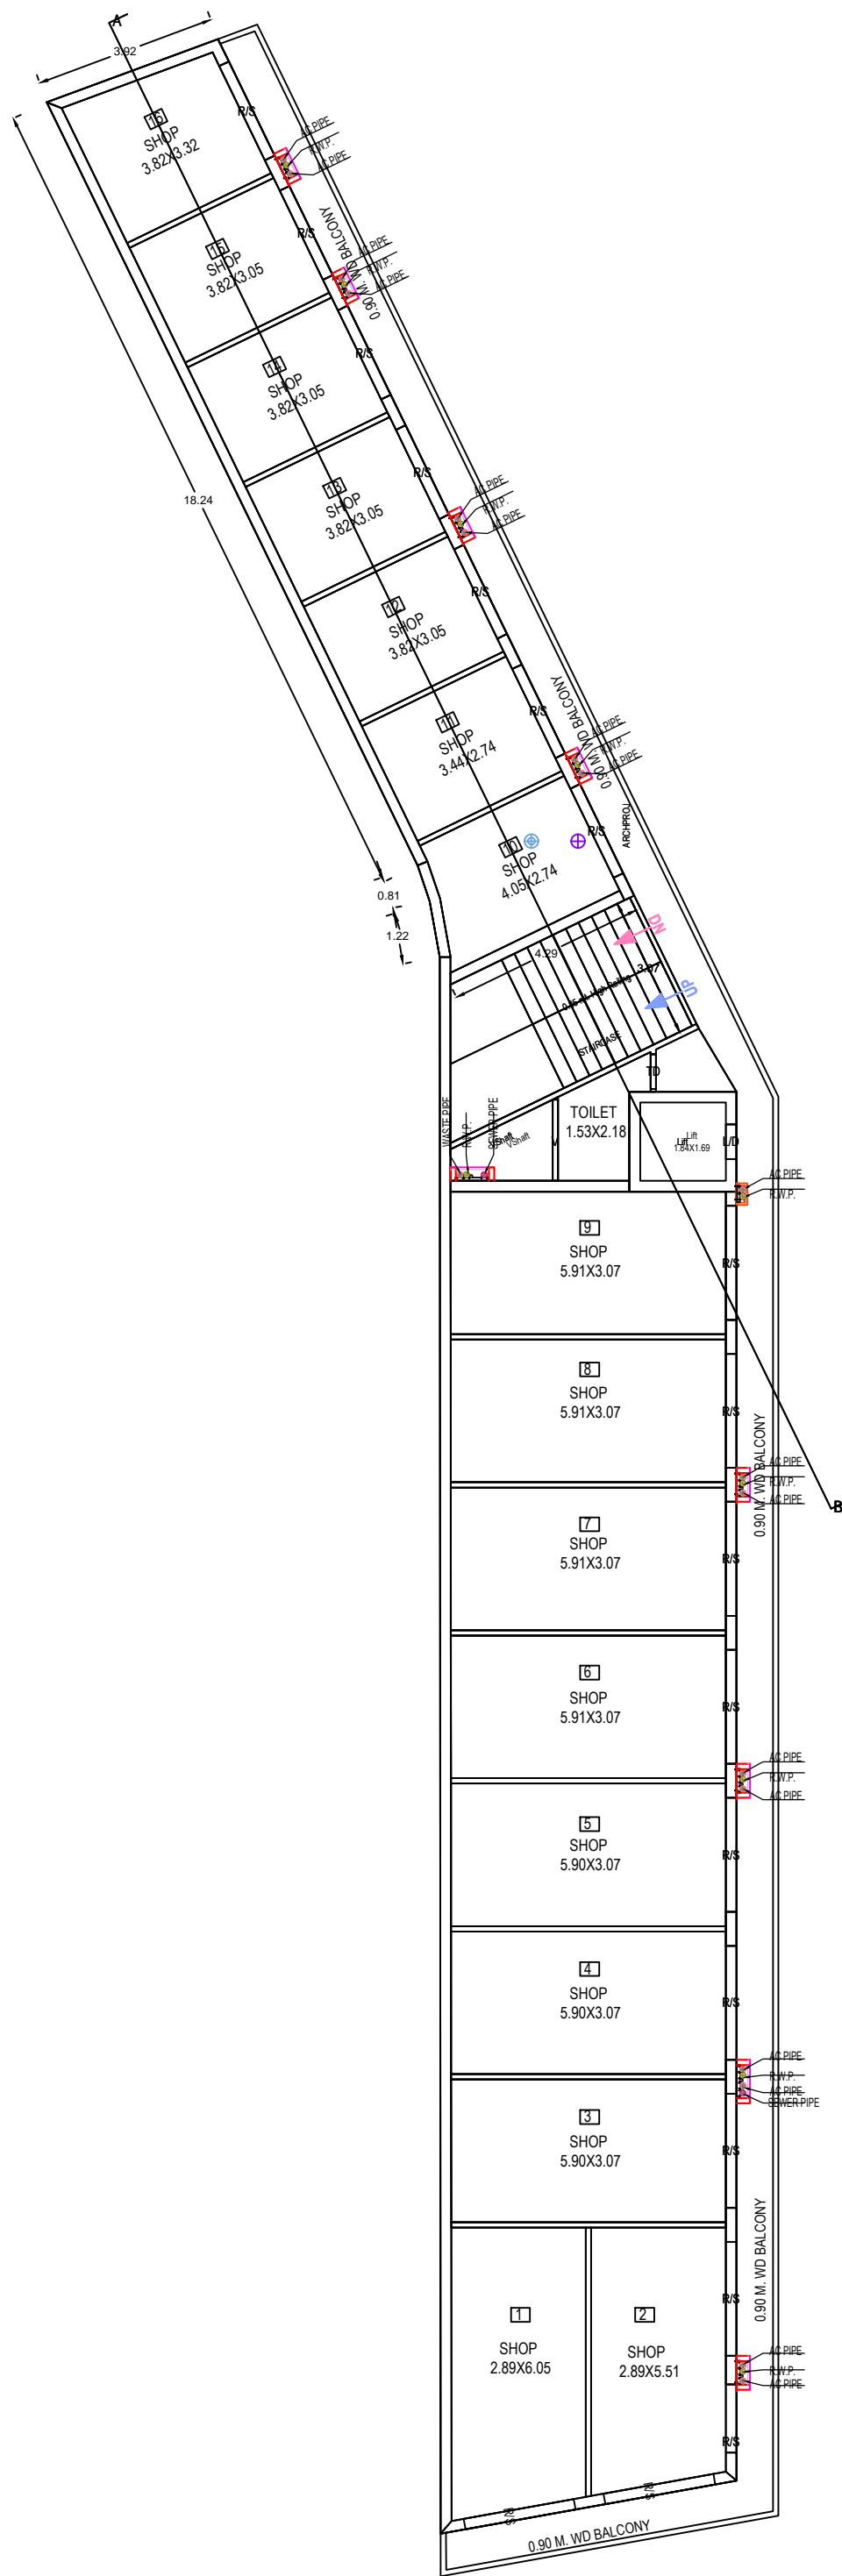 A
3.92
16
SHOP
3.82X3.32
R/S
AC PIPE
R.W.P.
AC PIPE
15
SHOP
3.82X3.05
R/S
0.90 M. WD BALCONY
AC PIPE
R.W.P.
AC PIPE
14
SHOP
3.82X3.05
R/S
18.24
13
SHOP
3.82X3.05
R/S
AC PIPE
R.W.P.
AC PIPE
12
SHOP
3.82X3.05
R/S
11
SHOP
3.44X2.74
R/S
0.90 M. WD BALCONY
AC PIPE
R.W.P.
AC PIPE
10
SHOP
4.05X2.74
R/S
ARCHPROJ
0.81
1.22
4.29
DN
3.07
UP
STAIRCASE
TD
WASTE PIPE
R.W.P.
SEWER PIPE
VShaft
V
TOILET
1.53X2.18
Lift
Lift
1.84X1.69
L/D
AC PIPE
R.W.P.
9
SHOP
5.91X3.07
R/S
8
SHOP
5.91X3.07
R/S
0.90 M. WD BALCONY
AC PIPE
R.W.P.
AC PIPE
B
7
SHOP
5.91X3.07
R/S
6
SHOP
5.91X3.07
R/S
AC PIPE
R.W.P.
AC PIPE
5
SHOP
5.90X3.07
R/S
4
SHOP
5.90X3.07
R/S
AC PIPE
R.W.P.
AC PIPE
SEWER PIPE
3
SHOP
5.90X3.07
R/S
0.90 M. WD BALCONY
R/S
1
SHOP
2.89X6.05
2
SHOP
2.89X5.51
AC PIPE
R.W.P.
AC PIPE
R/S
R/S
R/S
0.90 M. WD BALCONY